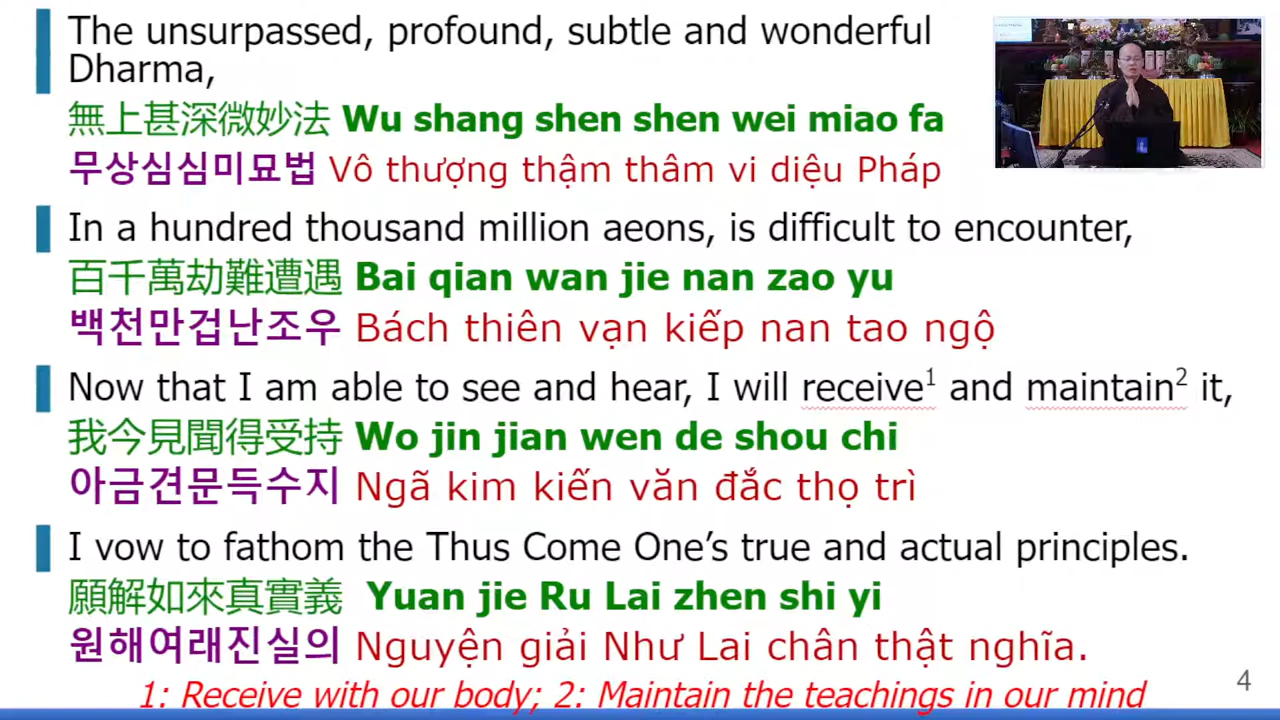 The unsurpassed, profound, subtle and wonderful
Dharma,
無上甚深微妙法 Wu shang shen shen wei miao fa
무상심심미묘법 Vô thượng thậm thâm vi diệu Pháp
In a hundred thousand million aeons, is difficult to encounter,
百千萬劫難遭遇 Bai qian wan jie nan zao yu
백천만겁난조우 Bách thiên vạn kiếp nan tao ngộ
Now that I am able to see and hear, I will receive¹ and maintain² it,
我今見聞得受持 Wo jin jian wen de shou chi
아금견문득수지 Ngã kim kiến văn đắc thọ trì
I vow to fathom the Thus Come One’s true and actual principles.
願解如來真實義 Yuan jie Ru Lai zhen shi yi
원해여래진실의 Nguyện giải Như Lai chân thật nghĩa.
1: Receive with our body; 2: Maintain the teachings in our mind
4